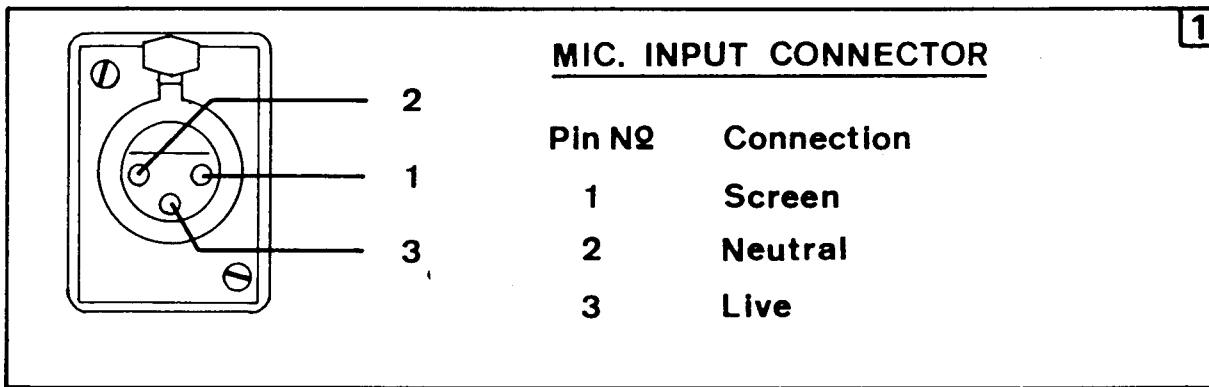 1
MIC. INPUT CONNECTOR
2
1
3
Pin Nº Connection
1 Screen
2 Neutral
3 Live